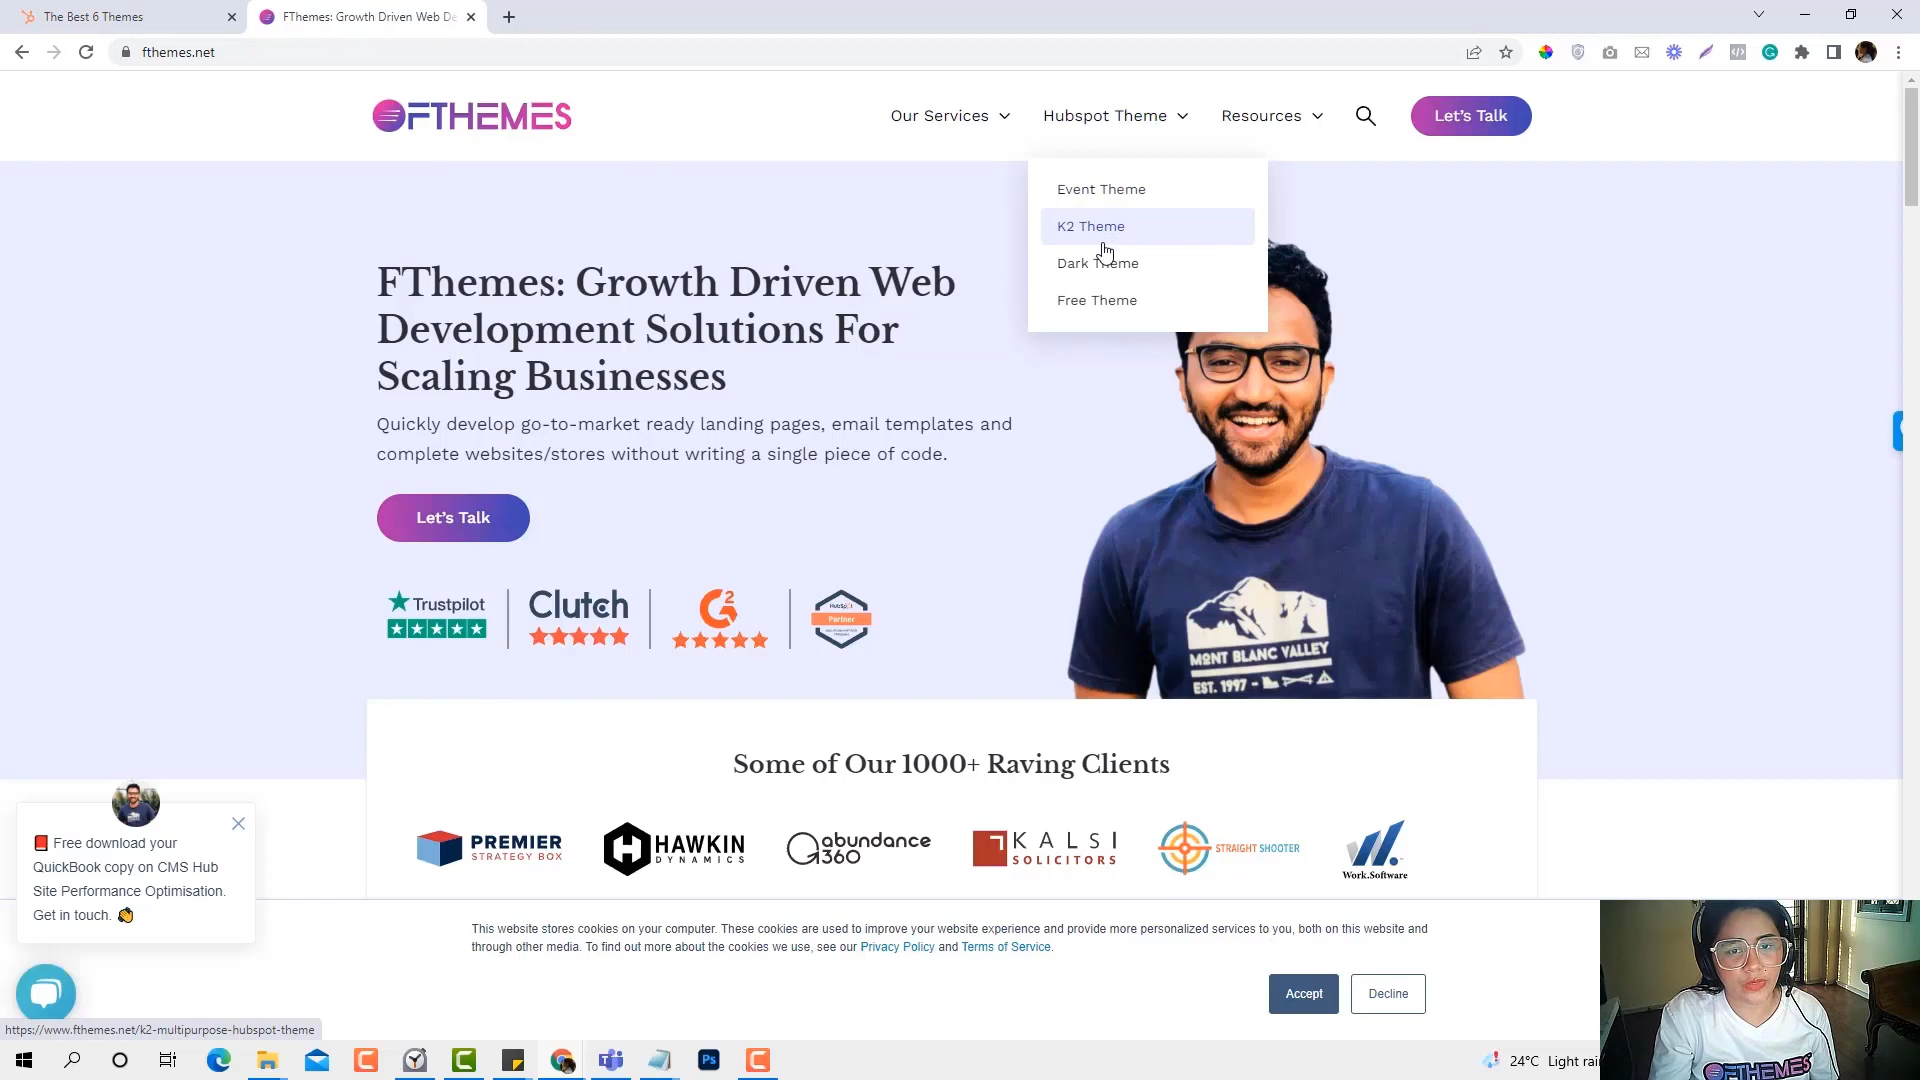 The Best 6 Themes
FThemes: Growth Driven Web De
fthemes.net
FTHEMES
Our Services
Hubspot Theme
Resources
Let's Talk
Event Theme
K2 Theme
Dark Theme
Free Theme
FThemes: Growth Driven Web
Development Solutions For
Scaling Businesses
Quickly develop go-to-market ready landing pages, email templates and
complete websites/stores without writing a single piece of code.
Let's Talk
Trustpilot
Clutch
G2
HubSpot
Partner
MONT BLANC VALLEY
EST. 1997
Some of Our 1000+ Raving Clients
PREMIER
STRATEGY BOX
HAWKIN
DYNAMICS
abundance
360
KALSI
SOLICITORS
STRAIGHT SHOOTER
Work.Software
Free download your
QuickBook copy on CMS Hub
Site Performance Optimisation.
Get in touch.
This website stores cookies on your computer. These cookies are used to improve your website experience and provide more personalized services to you, both on this website and
through other media. To find out more about the cookies we use, see our Privacy Policy and Terms of Service.
Accept
Decline
https://www.fthemes.net/k2-multipurpose-hubspot-theme
Ps
24°C Light rai
FTHEMES